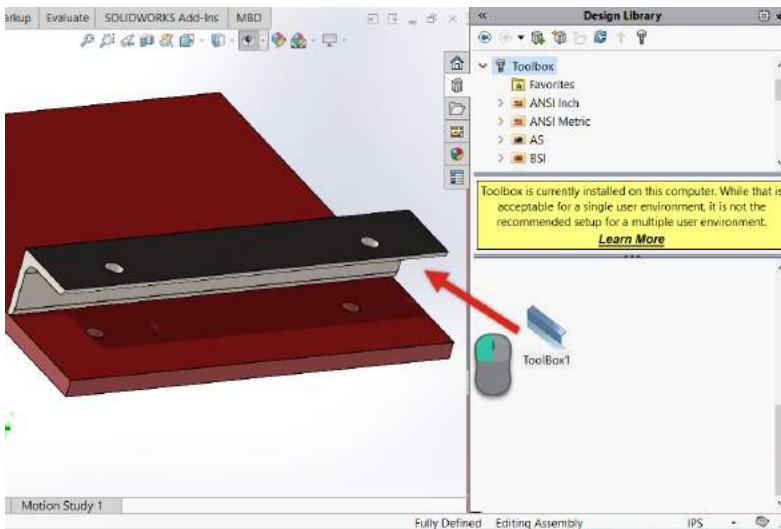 Evaluate
SOLIDWORKS Add-Ins
MBD
Design Library
Toolbox
Favorites
ANSI Inch
ANSI Metric
AS
BSI
Toolbox is currently installed on this computer. While that is
acceptable for a single user environment, it is not the
recommended setup for a multiple user environment.
Learn More
ToolBox1
Motion Study 1
Fully Defined
Editing Assembly
IPS